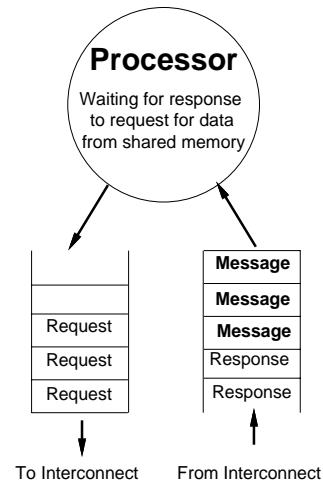 Processor
Waiting for response
to request for data
from shared memory
Request
Request
Request
To Interconnect
Message
Message
Message
Response
Response
From Interconnect